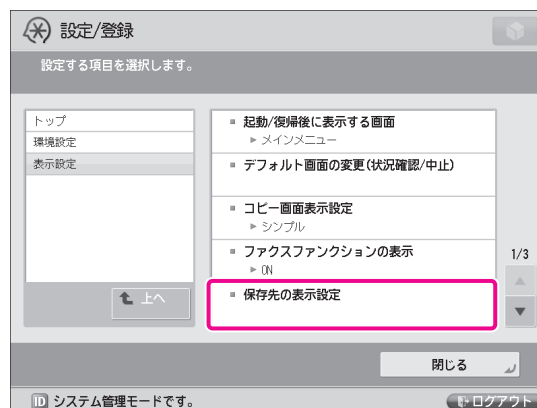 設定/登録
設定する項目を選択します。
トップ
環境設定
表示設定
上へ
起動/復帰後に表示する画面
メインメニュー
デフォルト画面の変更(状況確認/中止)
コピー画面表示設定
シンプル
ファクスファンクションの表示
ON
保存先の表示設定
1/3
閉じる
ID システム管理モードです。
ログアウト